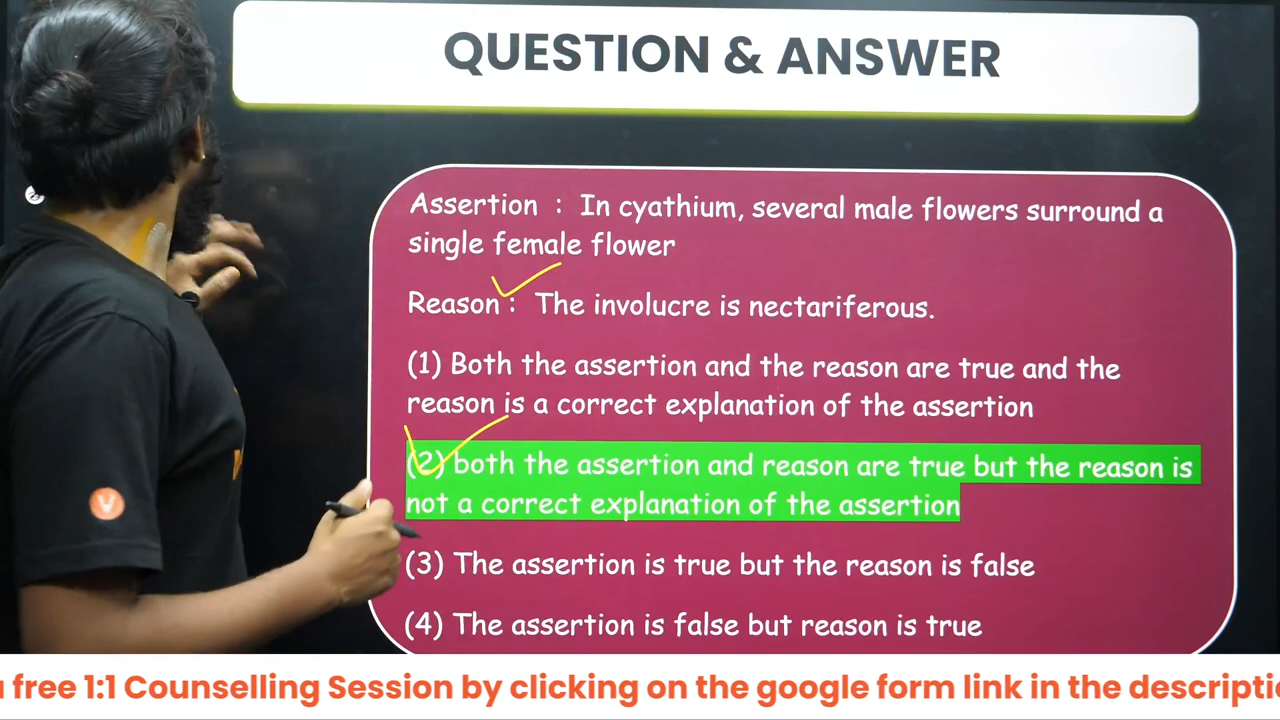 QUESTION & ANSWER
Assertion : In cyathium, several male flowers surround a
single female flower
Reason : The involucre is nectariferous.
(1) Both the assertion and the reason are true and the
reason is a correct explanation of the assertion
(2) both the assertion and reason are true but the reason is
not a correct explanation of the assertion
(3) The assertion is true but the reason is false
(4) The assertion is false but reason is true
free 1:1 Counselling Session by clicking on the google form link in the